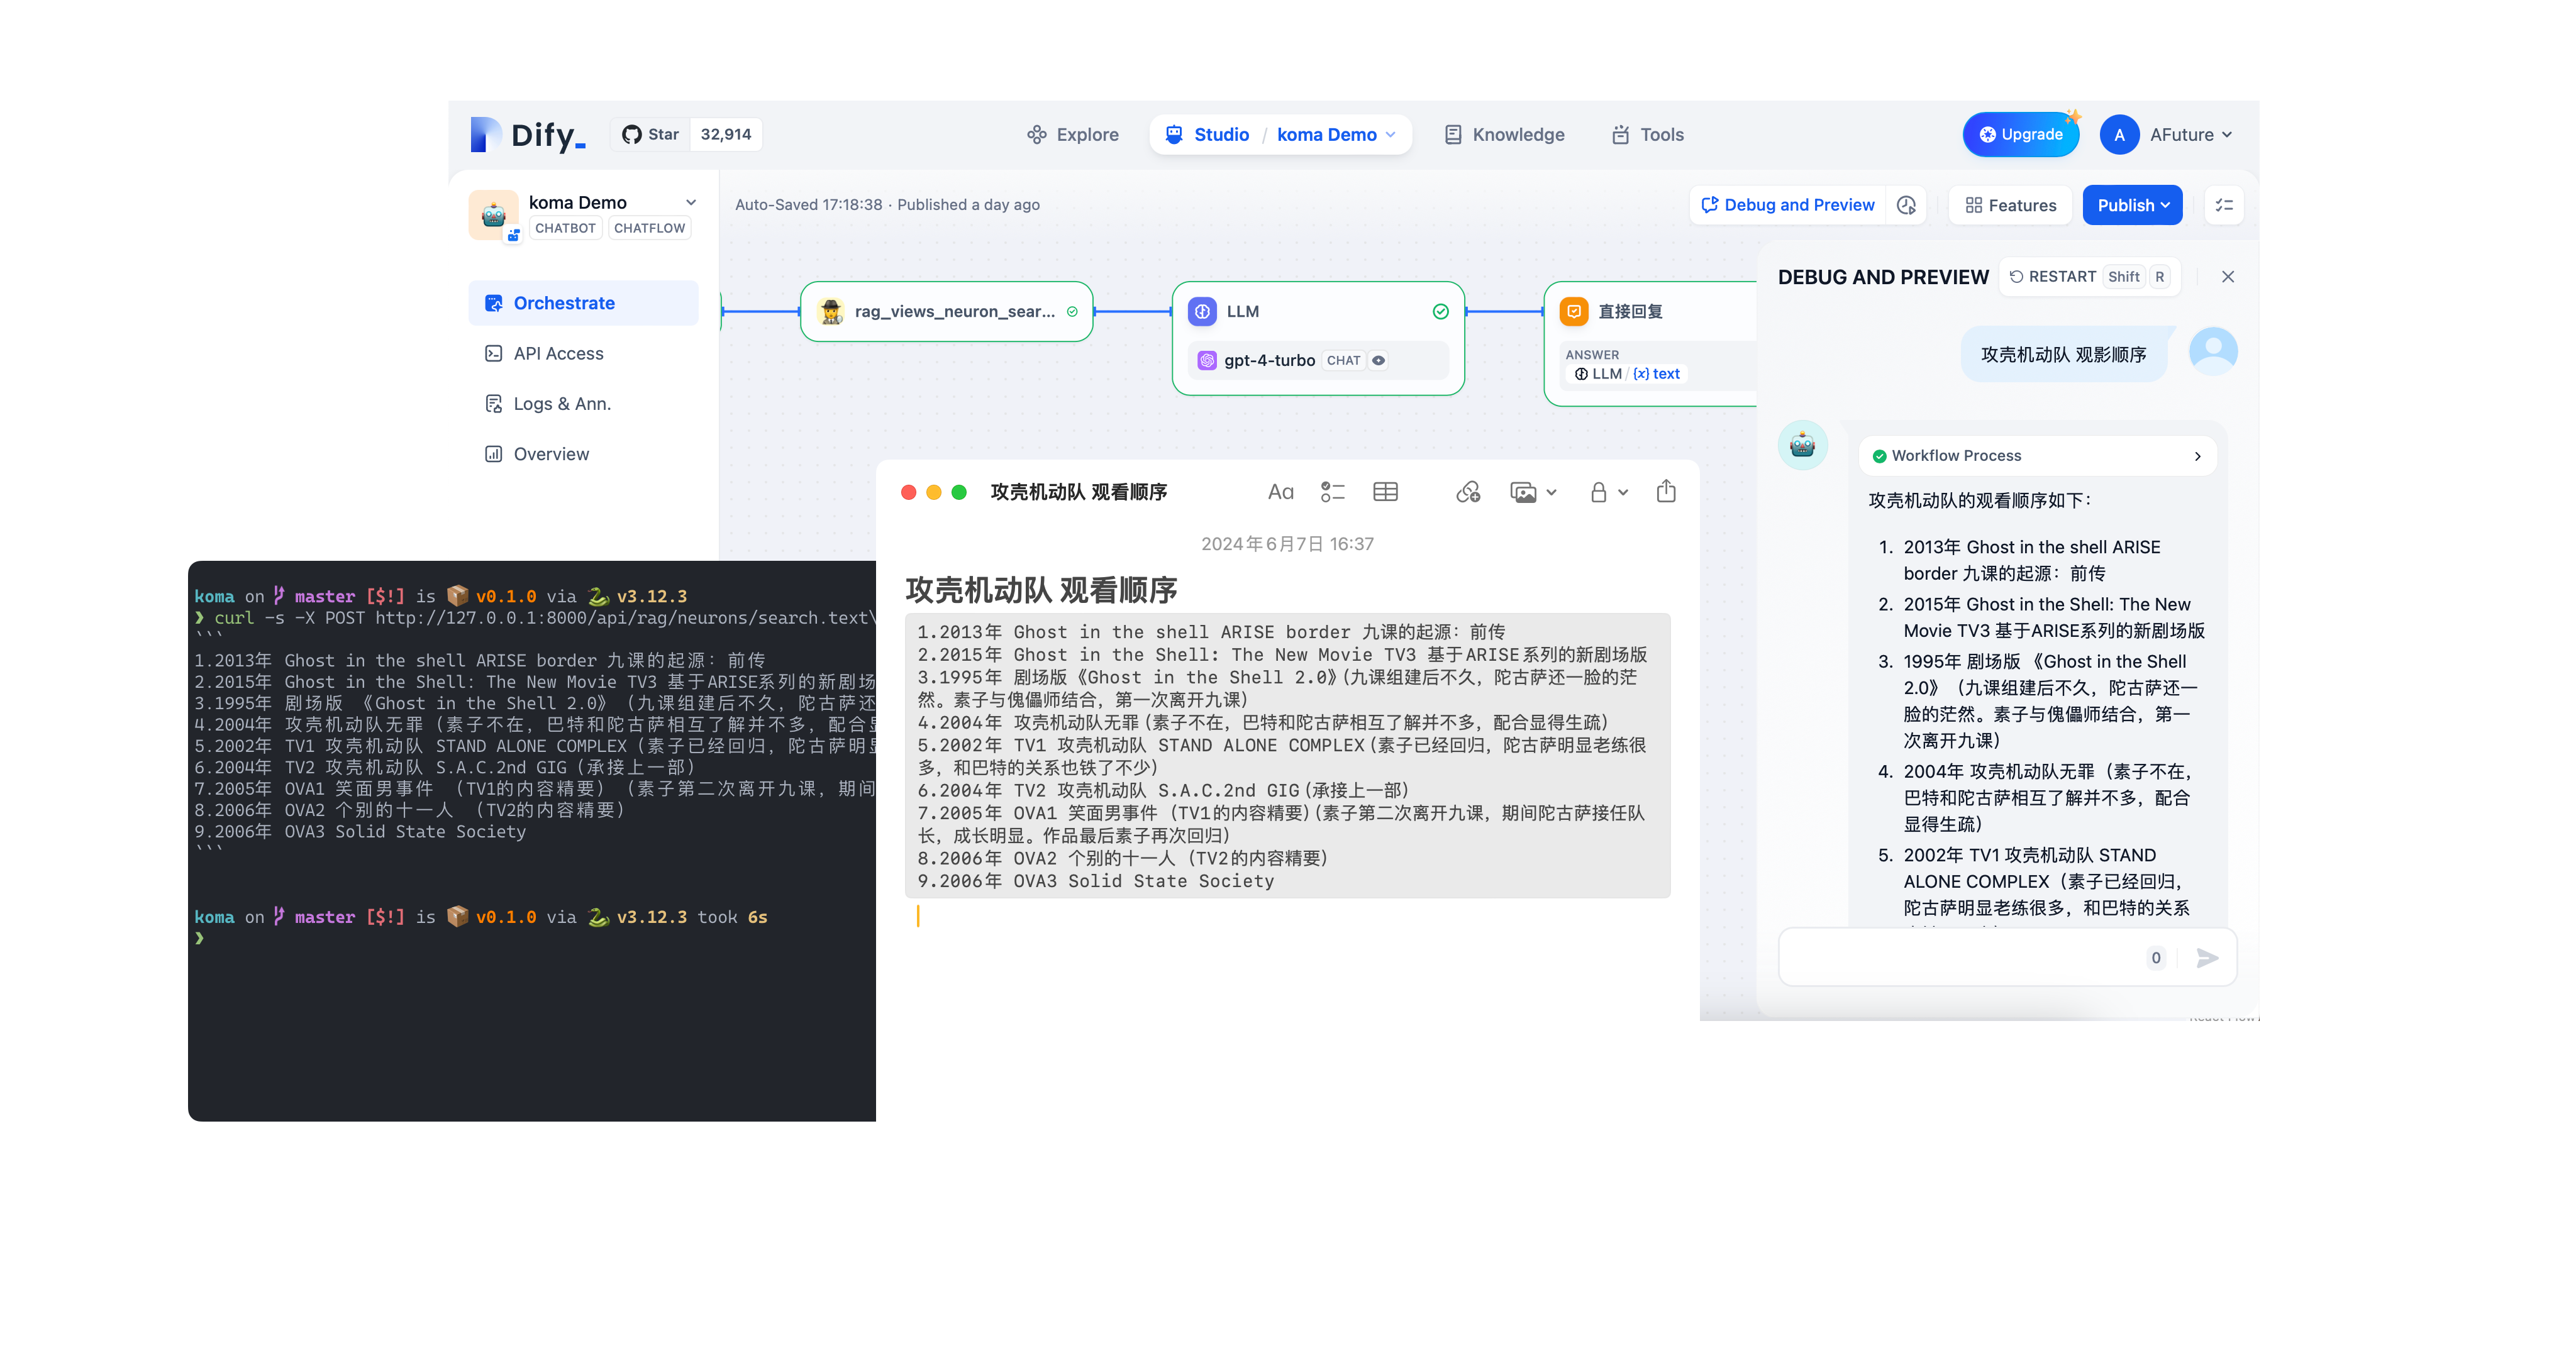 Dify_
Star 32,914
Explore
Studio / koma Demo
Knowledge
Tools
Upgrade
A AFuture
koma Demo
CHATBOT CHATFLOW
Orchestrate
API Access
Logs & Ann.
Overview
Auto-Saved 17:18:38 · Published a day ago
Debug and Preview
Features
Publish
rag_views_neuron_sear...
LLM
gpt-4-turbo CHAT
直接回复
ANSWER
LLM / {x} text
DEBUG AND PREVIEW
RESTART Shift R
攻壳机动队 观影顺序
Workflow Process
攻壳机动队的观看顺序如下：
1. 2013年 Ghost in the shell ARISE
border 九课的起源：前传
2. 2015年 Ghost in the Shell: The New
Movie TV3 基于ARISE系列的新剧场版
3. 1995年 剧场版 《Ghost in the Shell
2.0》（九课组建后不久，陀古萨还一
脸的茫然。素子与傀儡师结合，第一
次离开九课）
4. 2004年 攻壳机动队无罪（素子不在，
巴特和陀古萨相互了解并不多，配合
显得生疏）
5. 2002年 TV1 攻壳机动队 STAND
ALONE COMPLEX（素子已经回归，
陀古萨明显老练很多，和巴特的关系
0
koma on master [$!] is v0.1.0 via v3.12.3
❯ curl -s -X POST http://127.0.0.1:8000/api/rag/neurons/search.text\
```
1.2013年 Ghost in the shell ARISE border 九课的起源：前传
2.2015年 Ghost in the Shell: The New Movie TV3 基于ARISE系列的新剧场
3.1995年 剧场版 《Ghost in the Shell 2.0》（九课组建后不久，陀古萨还
4.2004年 攻壳机动队无罪（素子不在，巴特和陀古萨相互了解并不多，配合显
5.2002年 TV1 攻壳机动队 STAND ALONE COMPLEX（素子已经回归，陀古萨明显
6.2004年 TV2 攻壳机动队 S.A.C.2nd GIG（承接上一部）
7.2005年 OVA1 笑面男事件 （TV1的内容精要）（素子第二次离开九课，期间
8.2006年 OVA2 个别的十一人 （TV2的内容精要）
9.2006年 OVA3 Solid State Society
```
koma on master [$!] is v0.1.0 via v3.12.3 took 6s
❯
攻壳机动队 观看顺序
Aa
2024年6月7日 16:37
攻壳机动队 观看顺序
1.2013年 Ghost in the shell ARISE border 九课的起源：前传
2.2015年 Ghost in the Shell: The New Movie TV3 基于ARISE系列的新剧场版
3.1995年 剧场版《Ghost in the Shell 2.0》(九课组建后不久，陀古萨还一脸的茫
然。素子与傀儡师结合，第一次离开九课)
4.2004年 攻壳机动队无罪(素子不在，巴特和陀古萨相互了解并不多，配合显得生疏)
5.2002年 TV1 攻壳机动队 STAND ALONE COMPLEX(素子已经回归，陀古萨明显老练很
多，和巴特的关系也铁了不少)
6.2004年 TV2 攻壳机动队 S.A.C.2nd GIG(承接上一部)
7.2005年 OVA1 笑面男事件 (TV1的内容精要)(素子第二次离开九课，期间陀古萨接任队
长，成长明显。作品最后素子再次回归)
8.2006年 OVA2 个别的十一人 (TV2的内容精要)
9.2006年 OVA3 Solid State Society